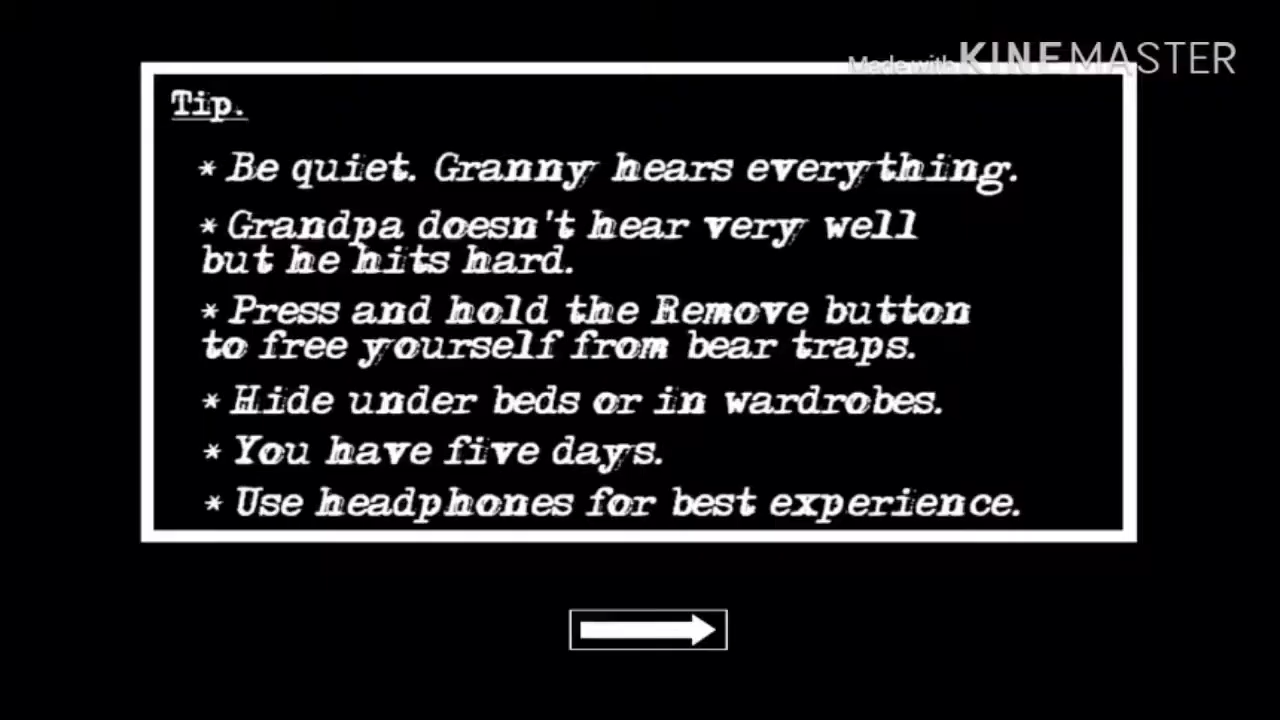 Made with KINEMASTER
Tip.
* Be quiet. Granny hears everything.
* Grandpa doesn't hear very well
but he hits hard.
* Press and hold the Remove button
to free yourself from bear traps.
* Hide under beds or in wardrobes.
* You have five days.
* Use headphones for best experience.